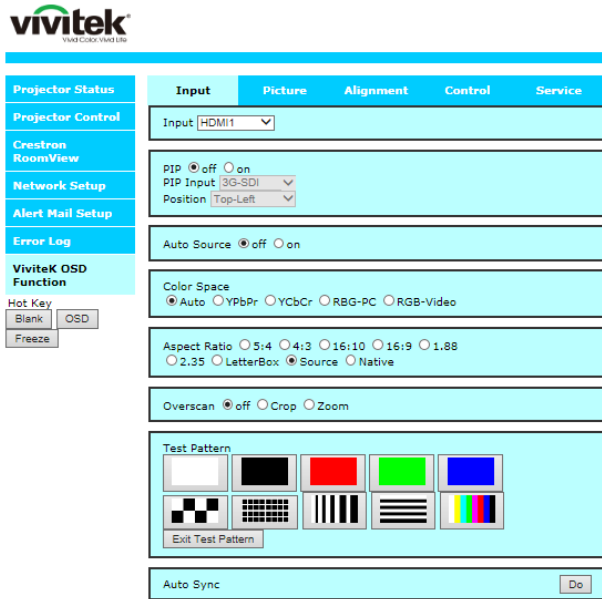 vivitek
Vivid Color, Vivid Life
Projector Status
Projector Control
Crestron
RoomView
Network Setup
Alert Mail Setup
Error Log
ViviteK OSD
Function
Hot Key
Blank OSD
Freeze
Input Picture Alignment Control Service
Input HDMI1
PIP off on
PIP Input 3G-SDI
Position Top-Left
Auto Source off on
Color Space
Auto YPbPr YCbCr RBG-PC RGB-Video
Aspect Ratio 5:4 4:3 16:10 16:9 1.88
2.35 LetterBox Source Native
Overscan off Crop Zoom
Test Pattern
Exit Test Pattern
Auto Sync Do